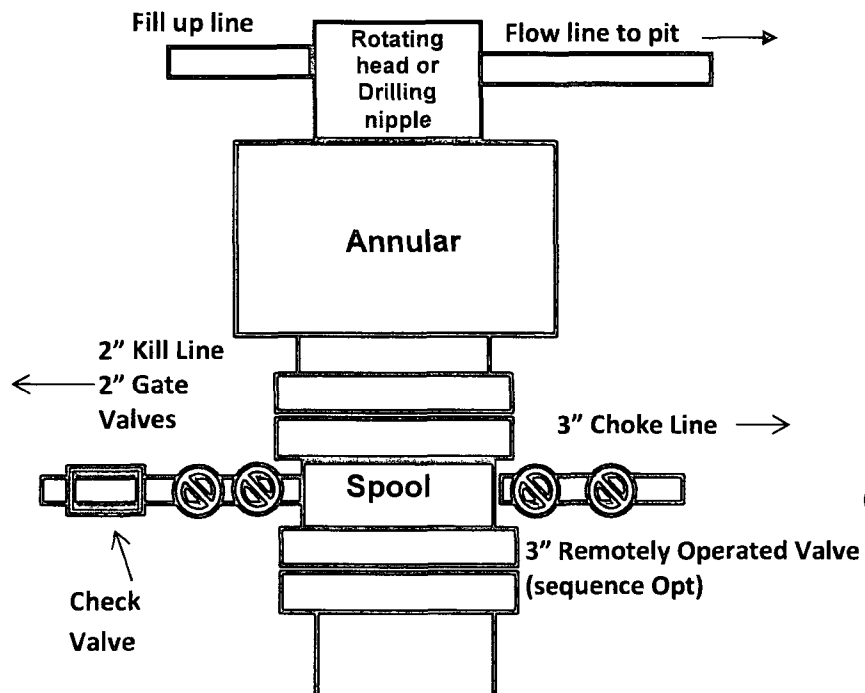 Fill up line
Rotating
head or
Drilling
nipple
Flow line to pit
Annular
2” Kill Line
2” Gate
Valves
3” Choke Line
Spool
3” Remotely Operated Valve
(sequence Opt)
Check
Valve